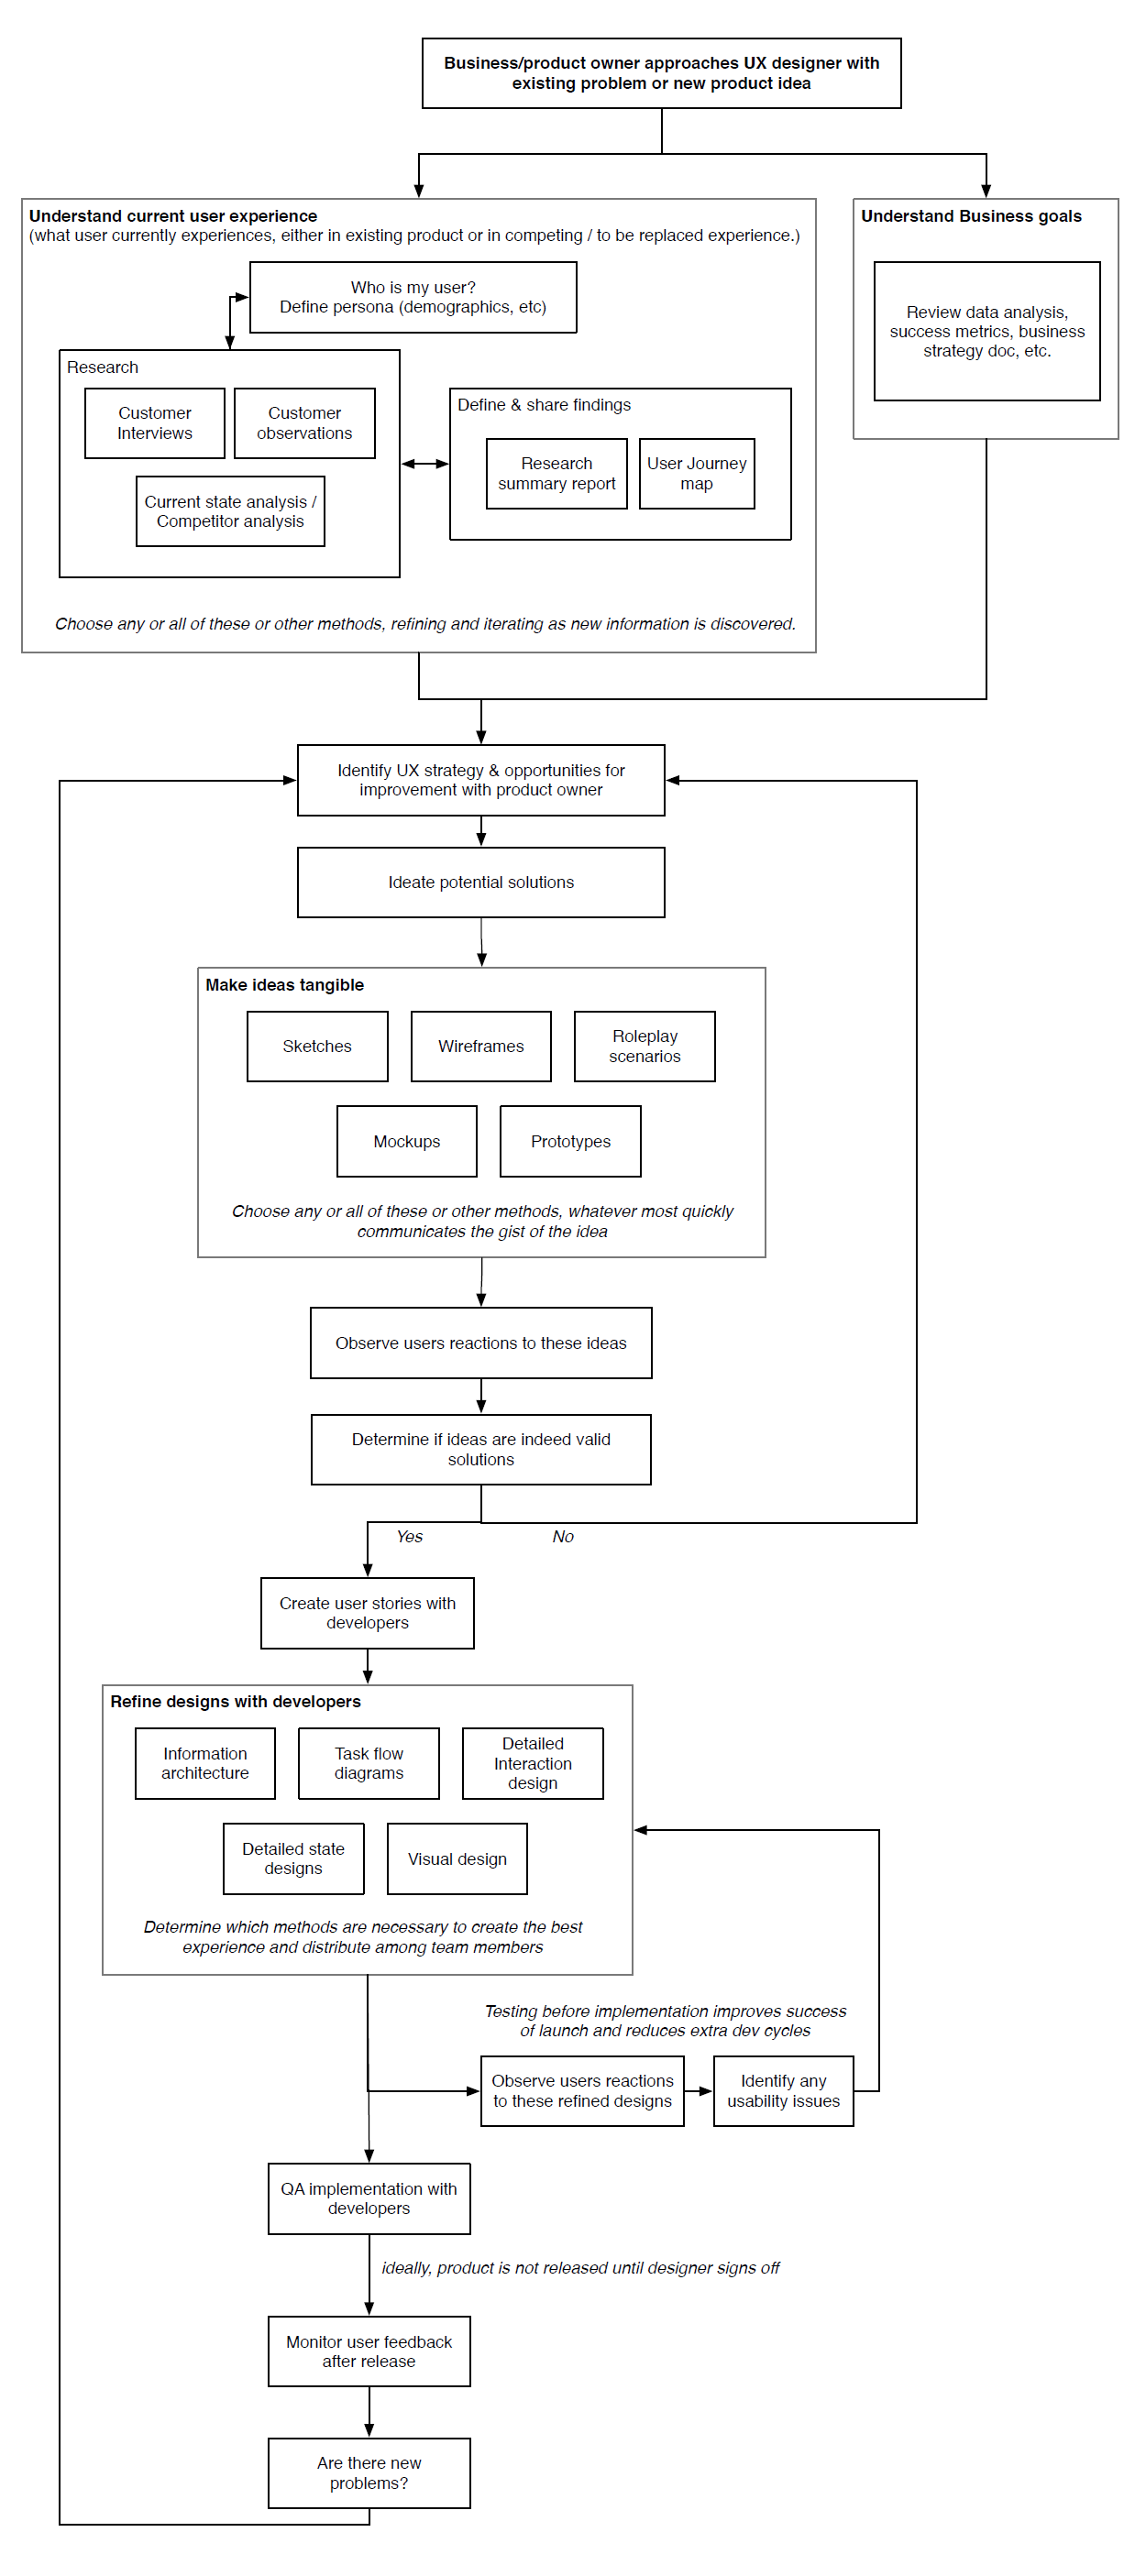 Business/product owner approaches UX designer with
existing problem or new product idea
Understand current user experience
(what user currently experiences, either in existing product or in competing / to be replaced experience.)
Who is my user?
Define persona (demographics, etc)
Research
Customer
Interviews
Customer
observations
Current state analysis /
Competitor analysis
Define & share findings
Research
summary report
User Journey
map
Choose any or all of these or other methods, refining and iterating as new information is discovered.
Understand Business goals
Review data analysis,
success metrics, business
strategy doc, etc.
Identify UX strategy & opportunities for
improvement with product owner
Ideate potential solutions
Make ideas tangible
Sketches
Wireframes
Roleplay
scenarios
Mockups
Prototypes
Choose any or all of these or other methods, whatever most quickly
communicates the gist of the idea
Observe users reactions to these ideas
Determine if ideas are indeed valid
solutions
Yes
No
Create user stories with
developers
Refine designs with developers
Information
architecture
Task flow
diagrams
Detailed
Interaction
design
Detailed state
designs
Visual design
Determine which methods are necessary to create the best
experience and distribute among team members
Testing before implementation improves success
of launch and reduces extra dev cycles
Observe users reactions
to these refined designs
Identify any
usability issues
QA implementation with
developers
ideally, product is not released until designer signs off
Monitor user feedback
after release
Are there new
problems?